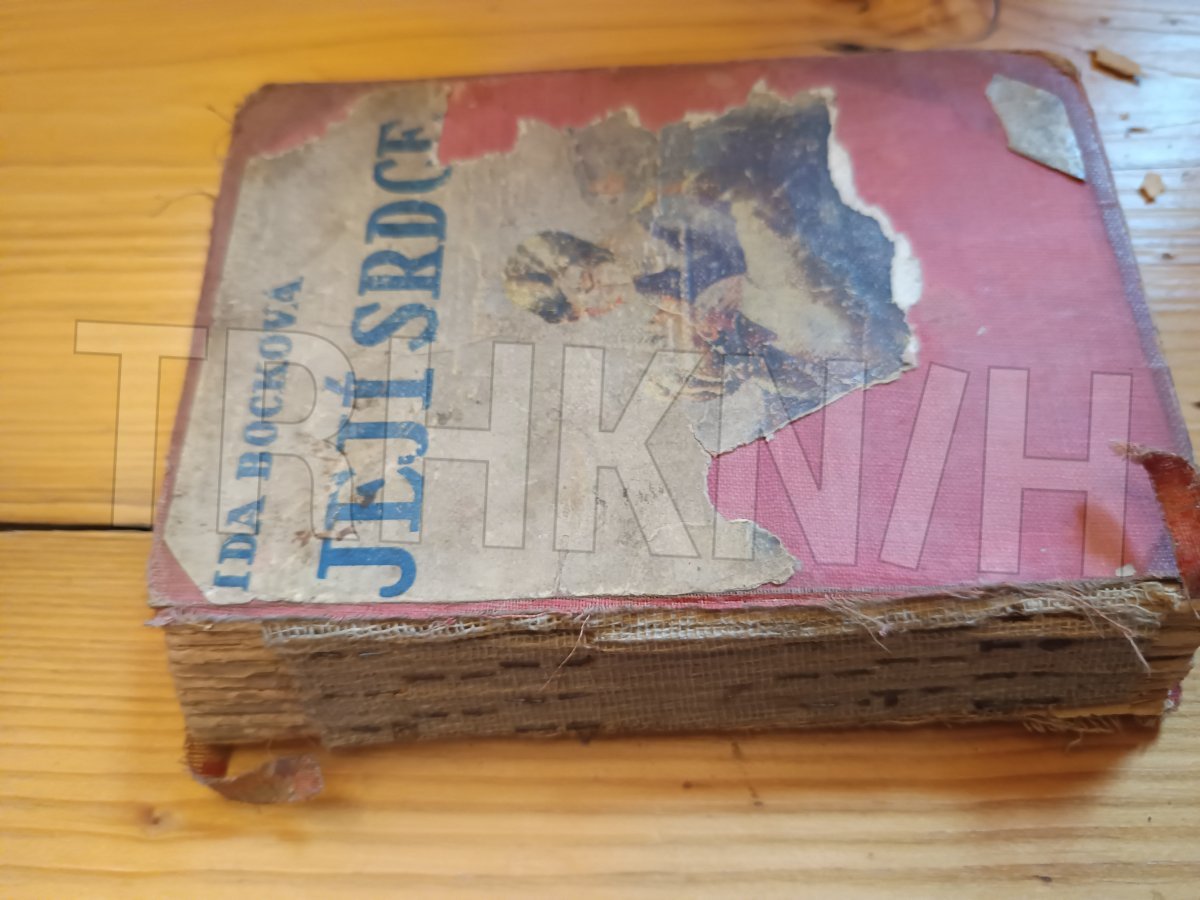 IDA BOCKOVÁ
JEJÍ SRDCE
TRHKNIH